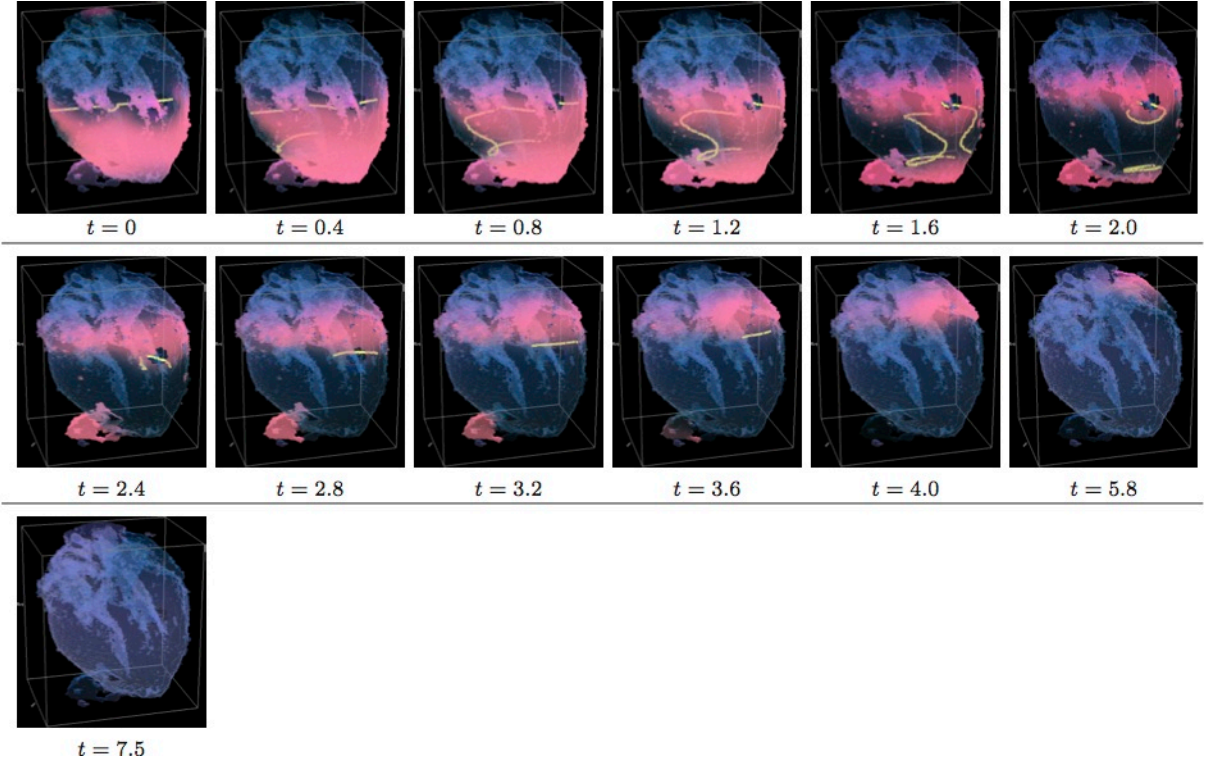 t = 0 t = 0.4 t = 0.8 t = 1.2 t = 1.6 t = 2.0
t = 2.4 t = 2.8 t = 3.2 t = 3.6 t = 4.0 t = 5.8
t = 7.5